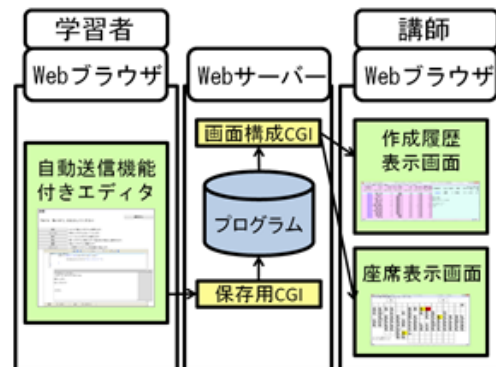 学習者
Webブラウザ
自動送信機能
付きエディタ
Webサーバー
画面構成CGI
プログラム
保存用CGI
講師
Webブラウザ
作成履歴
表示画面
座席表示画面